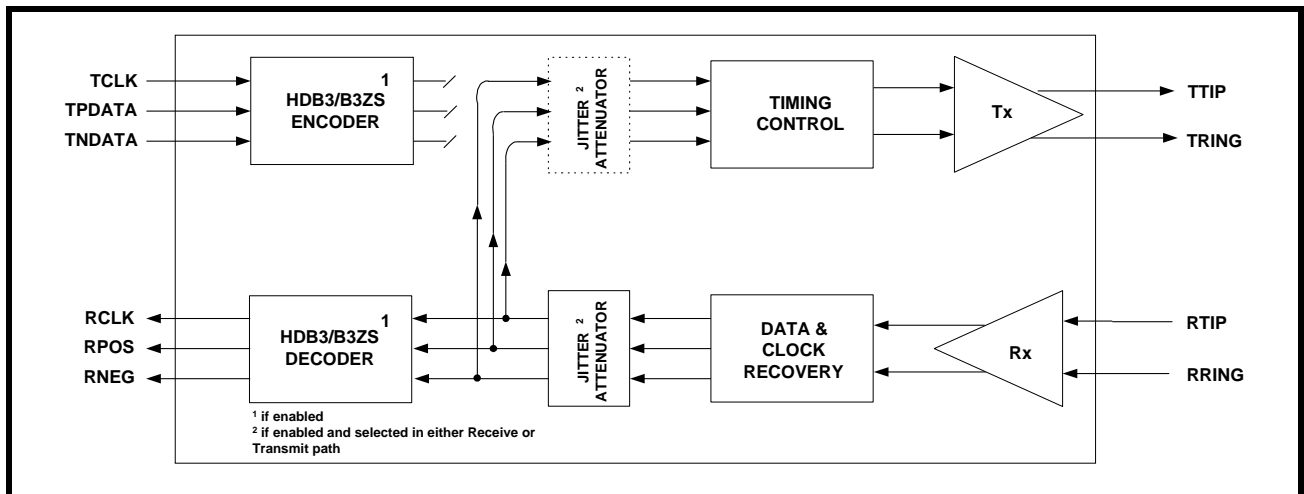 TCLK
TPDATA
TNDATA
HDB3/B3ZS 1
ENCODER
JITTER 2
ATTENUATOR
TIMING
CONTROL
Tx
TTIP
TRING
RCLK
RPOS
RNEG
HDB3/B3ZS 1
DECODER
JITTER 2
ATTENUATOR
DATA &
CLOCK
RECOVERY
Rx
RTIP
RRING
1 if enabled
2 if enabled and selected in either Receive or
Transmit path